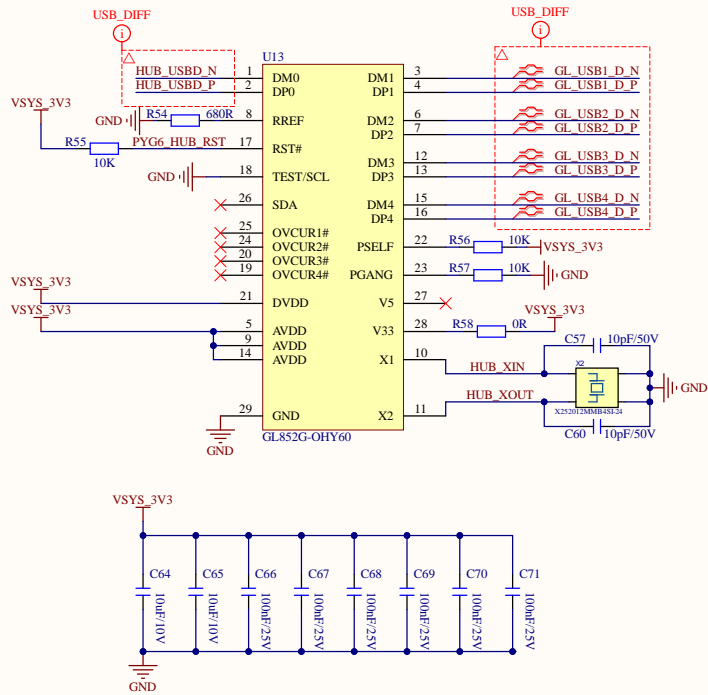 USB_DIFF
i
USB_DIFF
i
U13
HUB_USBD_N 1 DM0
HUB_USBD_P 2 DP0
GND R54 680R 8 RREF
VSYS_3V3
R55 10K PYG6_HUB_RST 17 RST#
GND 18 TEST/SCL
26 SDA
25 OVCUR1#
24 OVCUR2#
20 OVCUR3#
19 OVCUR4#
VSYS_3V3 21 DVDD
VSYS_3V3 5 AVDD
9 AVDD
14 AVDD
29 GND
GND
DM1 3 GL_USB1_D_N
DP1 4 GL_USB1_D_P
DM2 6 GL_USB2_D_N
DP2 7 GL_USB2_D_P
DM3 12 GL_USB3_D_N
DP3 13 GL_USB3_D_P
DM4 15 GL_USB4_D_N
DP4 16 GL_USB4_D_P
PSELF 22 R56 10K VSYS_3V3
PGANG 23 R57 10K GND
V5 27
V33 28 R58 0R VSYS_3V3
X1 10 HUB_XIN
X2 11 HUB_XOUT
GL852G-OHY60
C57 10pF/50V
X2
X252012MMB4SI-24
GND
C60 10pF/50V
VSYS_3V3
C64 10uF/10V
C65 10uF/10V
C66 100nF/25V
C67 100nF/25V
C68 100nF/25V
C69 100nF/25V
C70 100nF/25V
C71 100nF/25V
GND